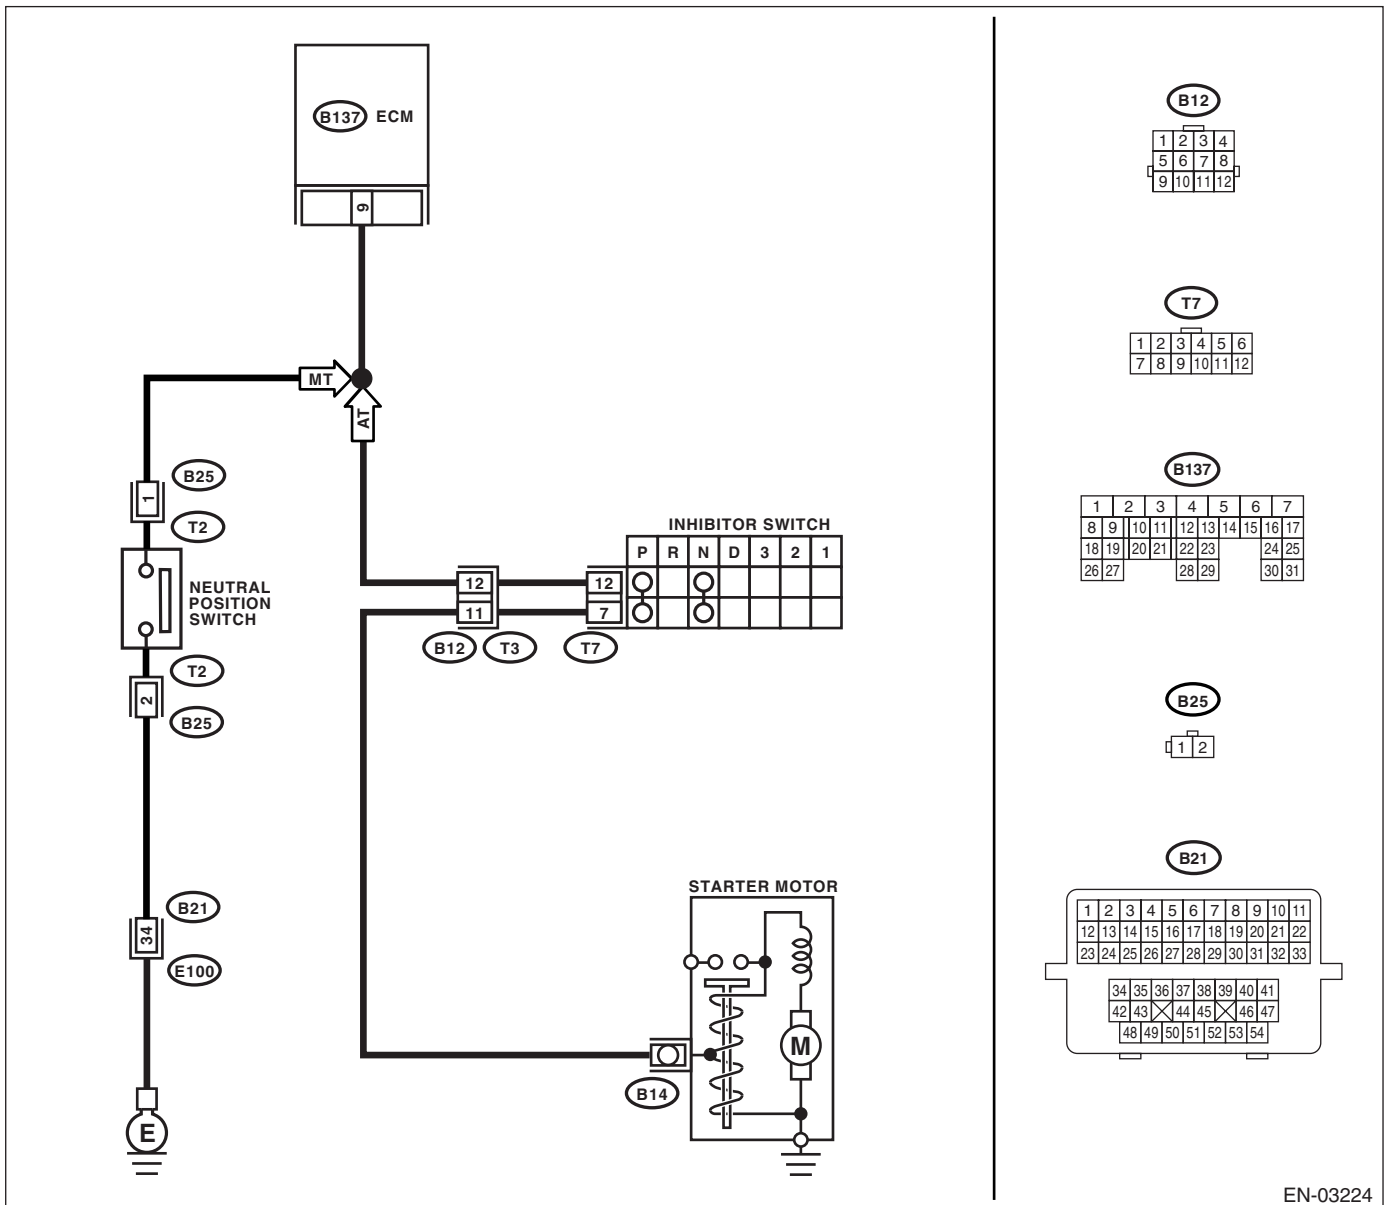 B137 ECM
9
MT
AT
B25
1
T2
NEUTRAL
POSITION
SWITCH
T2
2
B25
B21
34
E100
E
INHIBITOR SWITCH
P R N D 3 2 1
12 12
11 7
B12 T3 T7
STARTER MOTOR
M
B14
B12
1 2 3 4
5 6 7 8
9 10 11 12
T7
1 2 3 4 5 6
7 8 9 10 11 12
B137
1 2 3 4 5 6 7
8 9 10 11 12 13 14 15 16 17
18 19 20 21 22 23 24 25
26 27 28 29 30 31
B25
1 2
B21
1 2 3 4 5 6 7 8 9 10 11
12 13 14 15 16 17 18 19 20 21 22
23 24 25 26 27 28 29 30 31 32 33
34 35 36 37 38 39 40 41
42 43 44 45 46 47
48 49 50 51 52 53 54
EN-03224